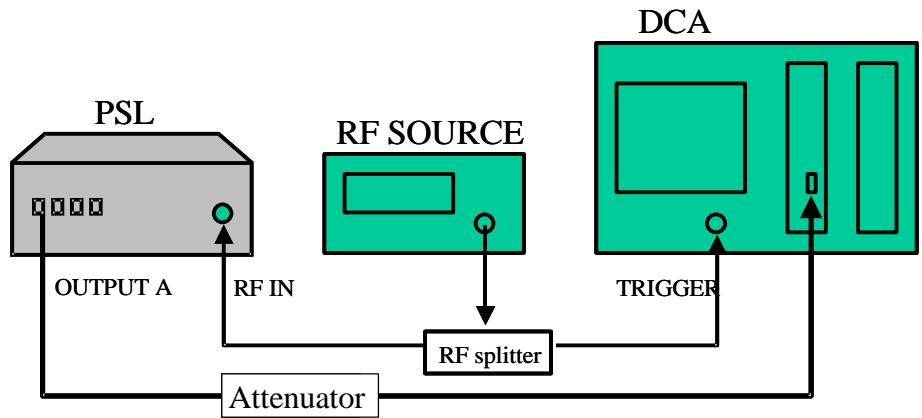 DCA
PSL
RF SOURCE
OUTPUT A
RF IN
TRIGGER
RF splitter
Attenuator